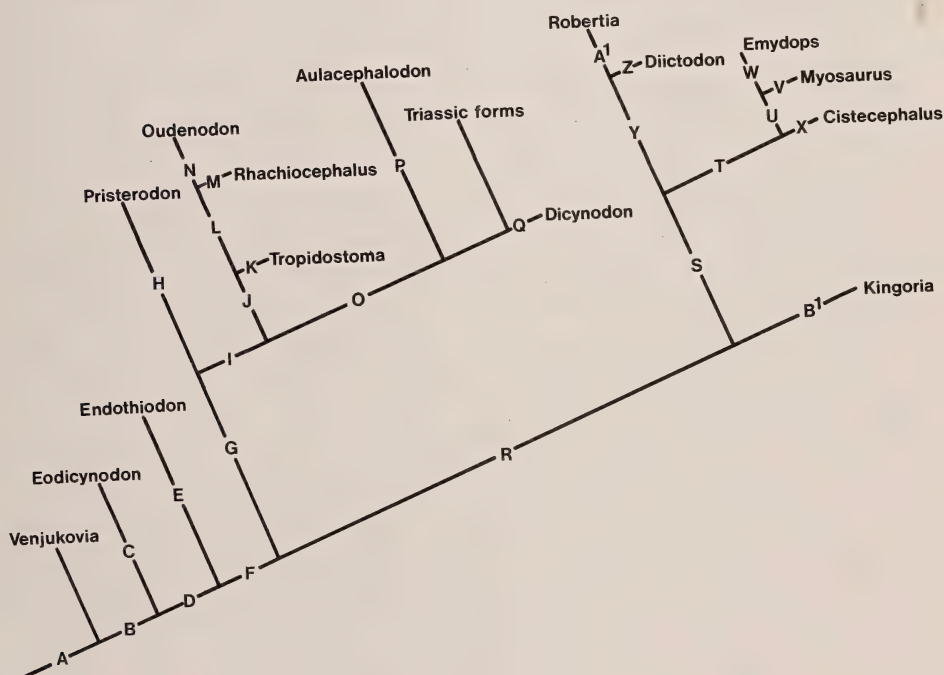 Robertia
A¹
Z
Diictodon
Emydops
W
V
Myosaurus
U
X
Cistecephalus
Aulacephalodon
Triassic forms
Y
T
Oudenodon
N
M
Rhachiocephalus
P
Pristerodon
L
Q
Dicynodon
K
Tropidostoma
S
H
J
O
Kingoria
B¹
I
Endothiodon
G
R
Eodicynodon
E
Venjukovia
C
F
D
B
A